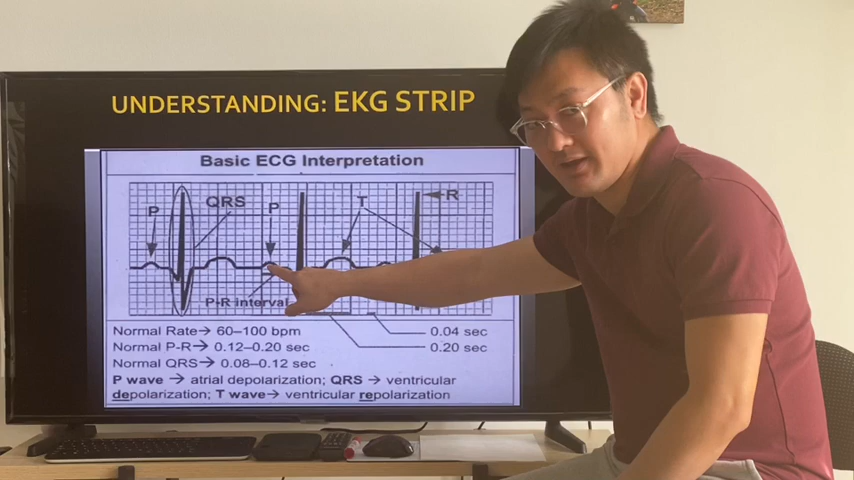 UNDERSTANDING: EKG STRIP
Basic ECG Interpretation
P QRS P T R
P-R interval
Normal Rate→ 60–100 bpm
0.04 sec
Normal P-R→ 0.12–0.20 sec
0.20 sec
Normal QRS→ 0.08–0.12 sec
P wave → atrial depolarization; QRS → ventricular
depolarization; T wave→ ventricular repolarization